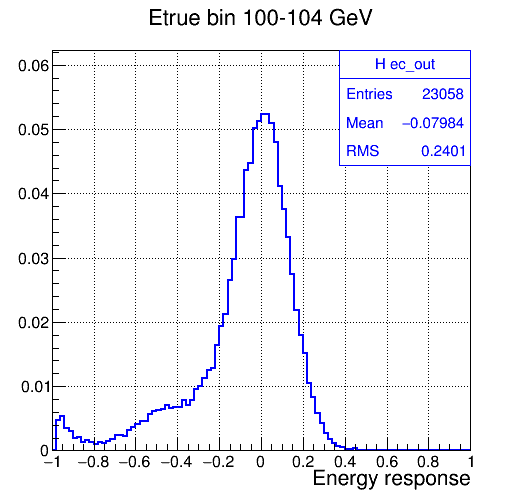 Etrue bin 100-104 GeV
H ec_out
Entries 23058
Mean −0.07984
RMS 0.2401
0.06
0.05
0.04
0.03
0.02
0.01
0
−1 −0.8 −0.6 −0.4 −0.2 0 0.2 0.4 0.6 0.8 1
Energy response